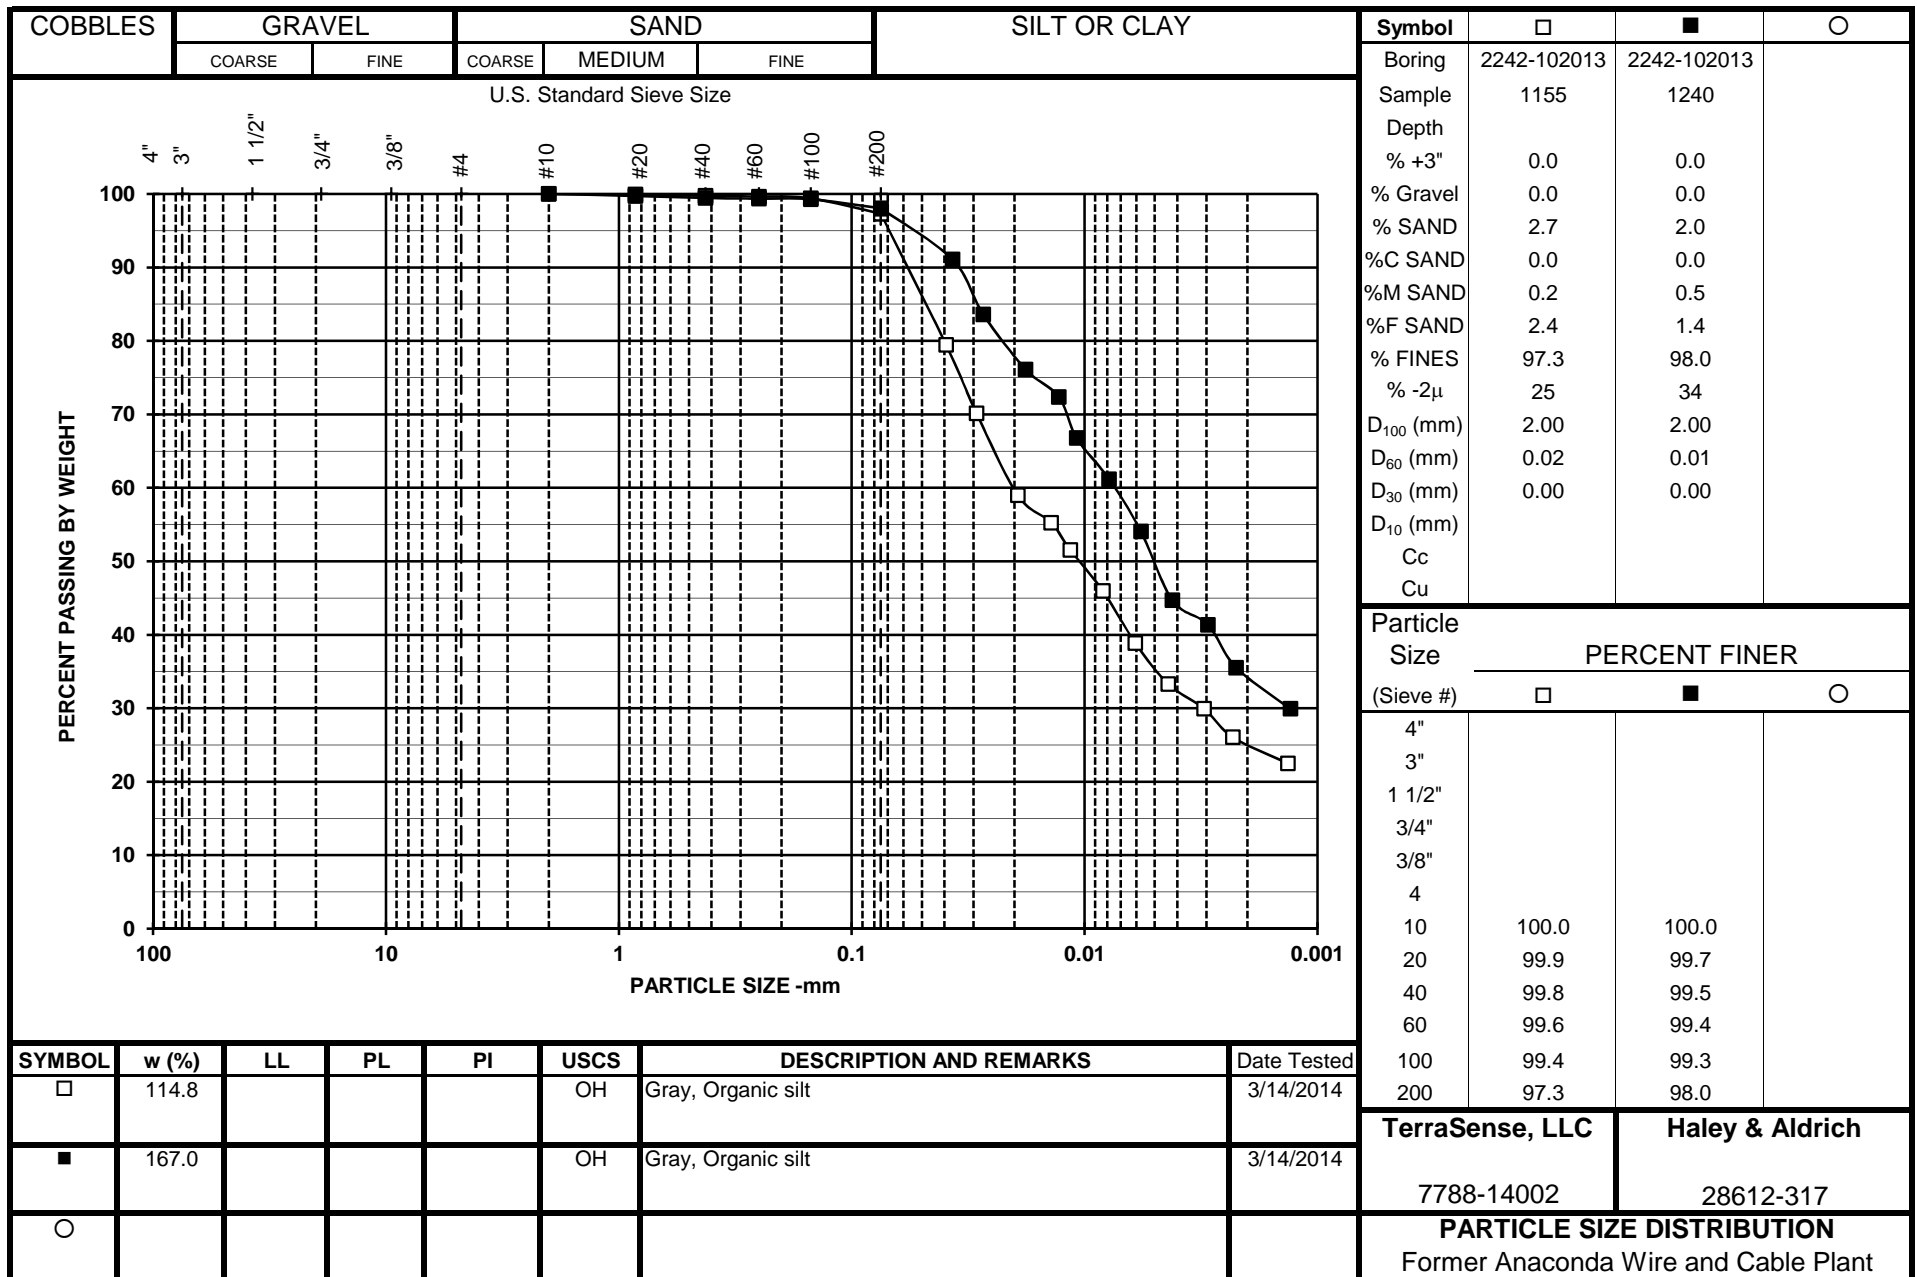 COBBLES GRAVEL SAND SILT OR CLAY
COARSE FINE COARSE MEDIUM FINE
U.S. Standard Sieve Size
4" 3" 1 1/2" 3/4" 3/8" #4 #10 #20 #40 #60 #100 #200
100
90
80
70
60
50
40
30
20
10
0
PERCENT PASSING BY WEIGHT
100 10 1 0.1 0.01 0.001
PARTICLE SIZE -mm
SYMBOL w (%) LL PL PI USCS DESCRIPTION AND REMARKS Date Tested
□ 114.8 OH Gray, Organic silt 3/14/2014
■ 167.0 OH Gray, Organic silt 3/14/2014
○
Symbol □ ■ ○
Boring 2242-102013 2242-102013
Sample 1155 1240
Depth
% +3" 0.0 0.0
% Gravel 0.0 0.0
% SAND 2.7 2.0
%C SAND 0.0 0.0
%M SAND 0.2 0.5
%F SAND 2.4 1.4
% FINES 97.3 98.0
% -2μ 25 34
D100 (mm) 2.00 2.00
D60 (mm) 0.02 0.01
D30 (mm) 0.00 0.00
D10 (mm)
Cc
Cu
Particle
Size PERCENT FINER
(Sieve #) □ ■ ○
4"
3"
1 1/2"
3/4"
3/8"
4
10 100.0 100.0
20 99.9 99.7
40 99.8 99.5
60 99.6 99.4
100 99.4 99.3
200 97.3 98.0
TerraSense, LLC Haley & Aldrich
7788-14002 28612-317
PARTICLE SIZE DISTRIBUTION
Former Anaconda Wire and Cable Plant